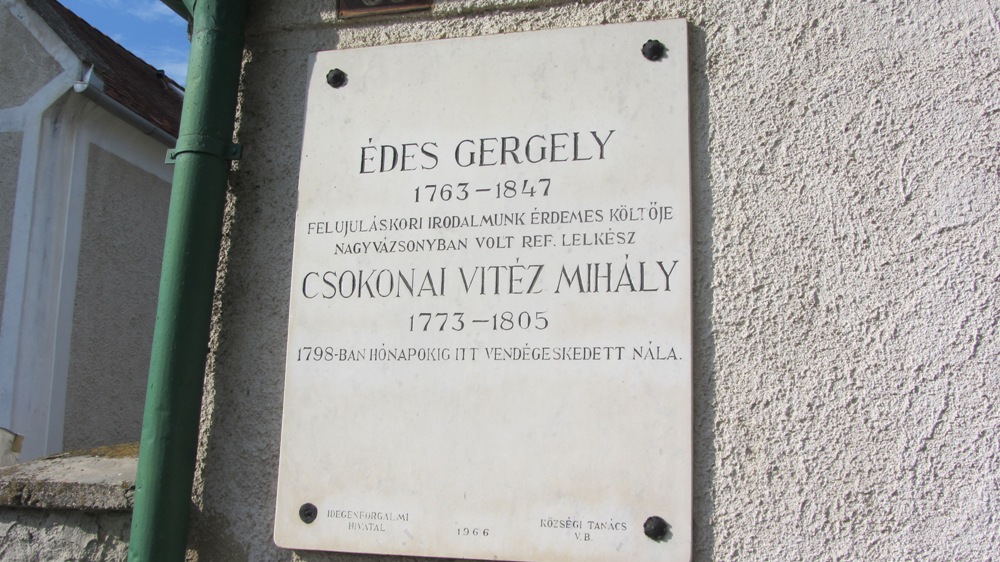 ÉDES GERGELY
1763-1847
FELUJULÁSKORI IRODALMUNK ÉRDEMES KÖLTŐJE
NAGYVÁZSONYBAN VOLT REF. LELKÉSZ
CSOKONAI VITÉZ MIHÁLY
1773-1805
1798-BAN HÓNAPOKIG ITT VENDÉGESKEDETT NÁLA.
IDEGENFORGALMI
HIVATAL
1966
KÖZSÉGI TANÁCS
V.B.